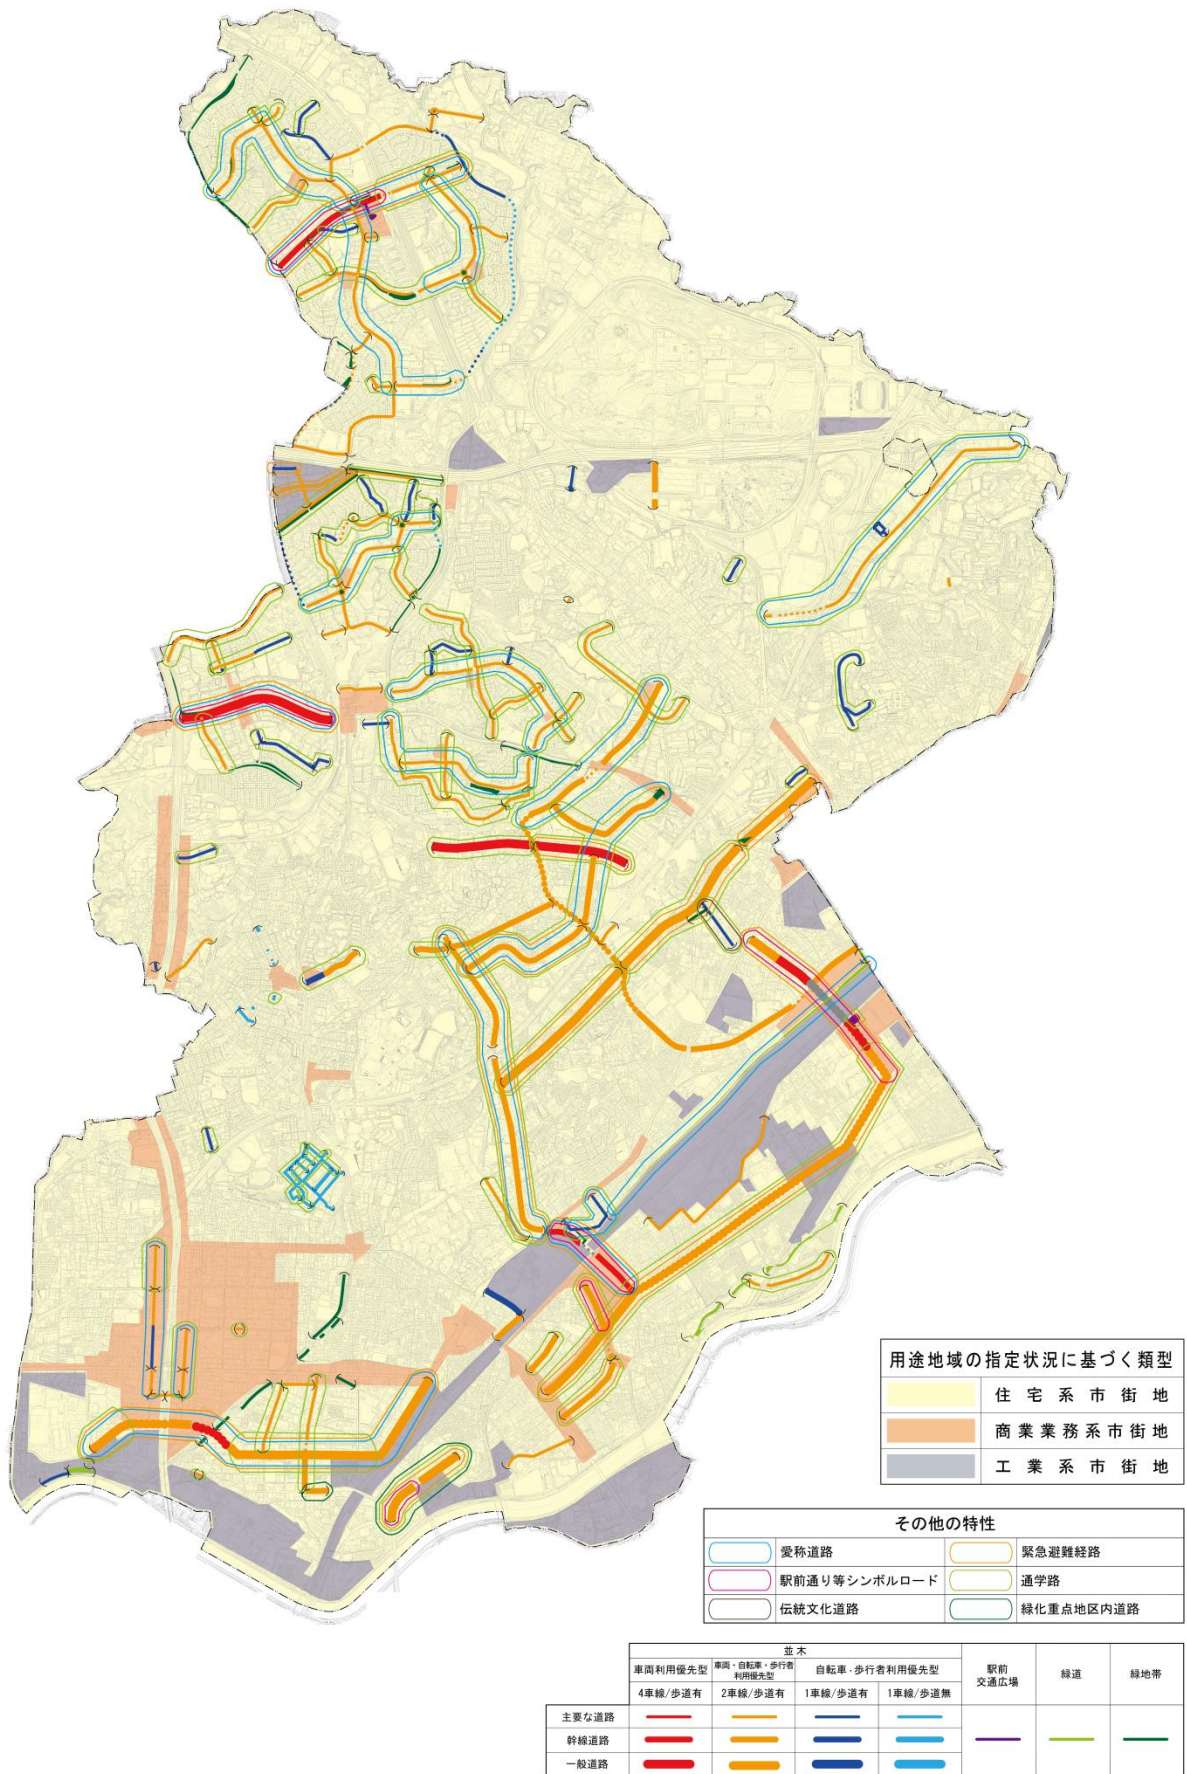 用途地域の指定状況に基づく類型
住宅系市街地
商業業務系市街地
工業系市街地
その他の特性
愛称道路 緊急避難経路
駅前通り等シンボルロード 通学路
伝統文化道路 緑化重点地区内道路
並木
車両利用優先型 車両・自転車・歩行者利用優先型 自転車・歩行者利用優先型 駅前交通広場 緑道 緑地帯
4車線/歩道有 2車線/歩道有 1車線/歩道有 1車線/歩道無
主要な道路
幹線道路
一般道路